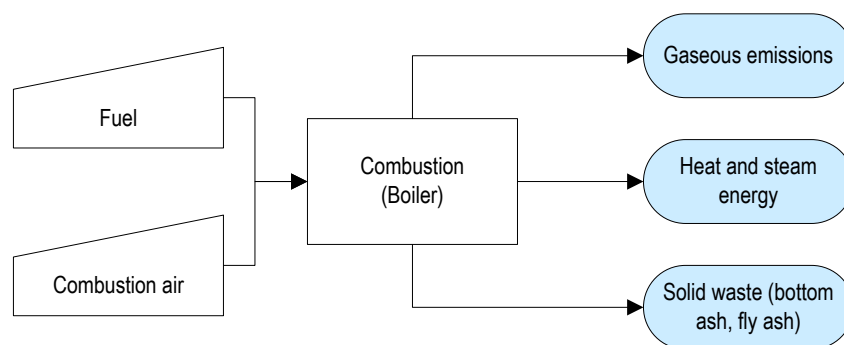 Fuel
Combustion air
Combustion
(Boiler)
Gaseous emissions
Heat and steam
energy
Solid waste (bottom
ash, fly ash)